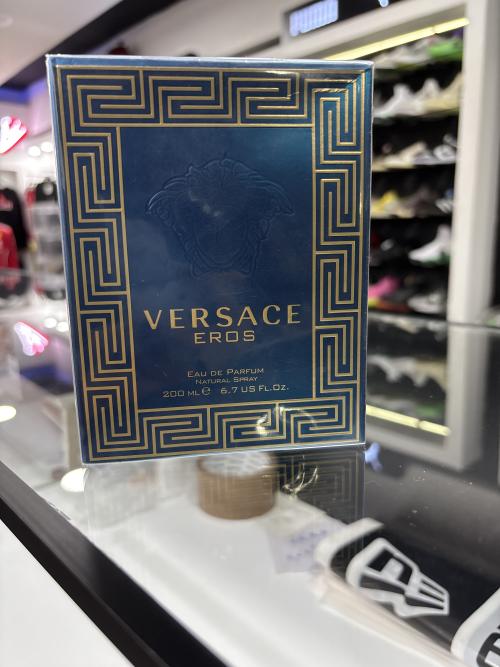 VERSACE
EROS
EAU DE PARFUM
NATURAL SPRAY
200 ML ℮ 6.7 US FL.OZ.